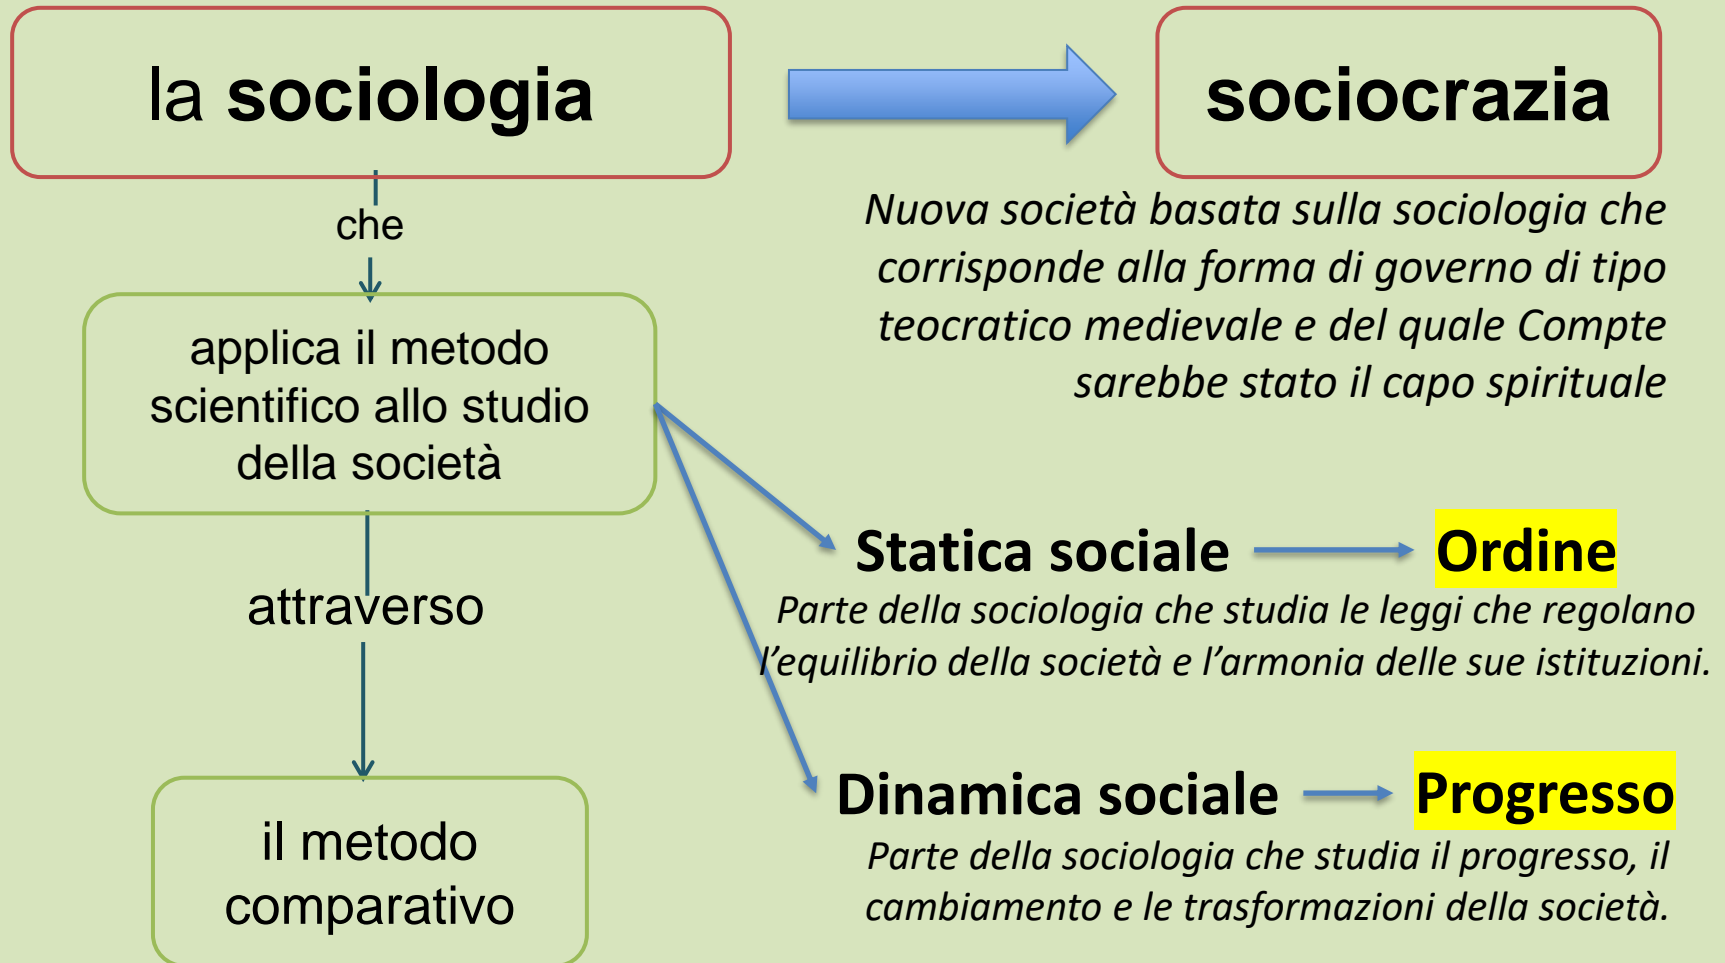 la sociologia
sociocrazia
che
Nuova società basata sulla sociologia che
corrisponde alla forma di governo di tipo
teocratico medievale e del quale Compte
sarebbe stato il capo spirituale
applica il metodo
scientifico allo studio
della società
Statica sociale
Ordine
Parte della sociologia che studia le leggi che regolano
l’equilibrio della società e l’armonia delle sue istituzioni.
attraverso
Dinamica sociale
Progresso
Parte della sociologia che studia il progresso, il
cambiamento e le trasformazioni della società.
il metodo
comparativo